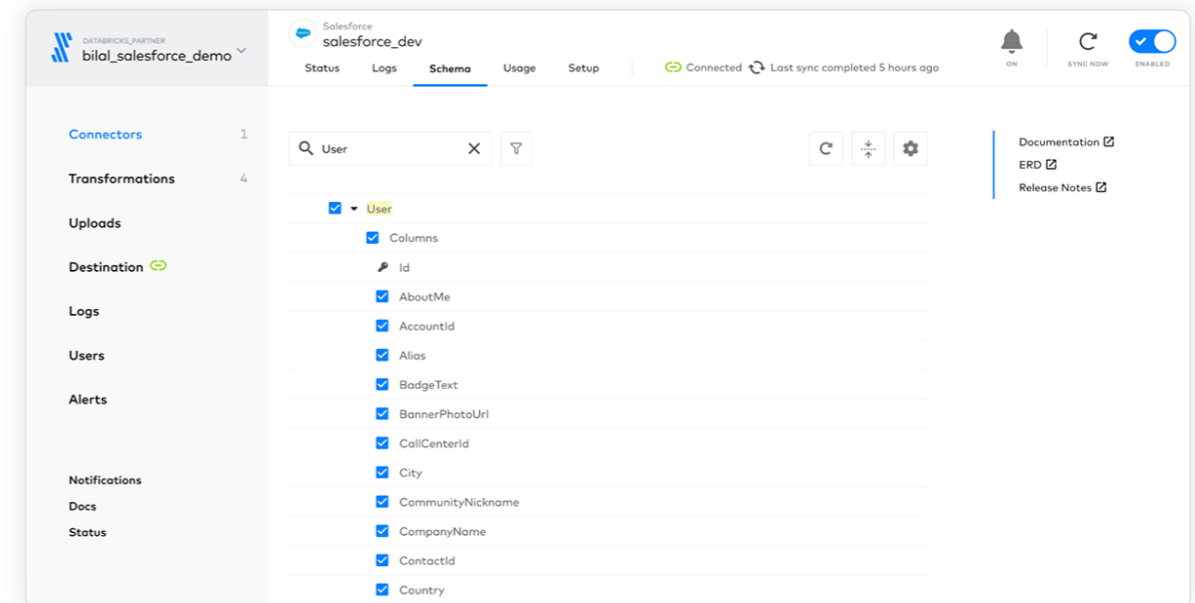 DATABRICKS_PARTNER
bilal_salesforce_demo
Salesforce
salesforce_dev
Status Logs Schema Usage Setup
Connected Last sync completed 5 hours ago
ON
SYNC NOW
ENABLED
Connectors 1
Transformations 4
Uploads
Destination
Logs
Users
Alerts
Notifications
Docs
Status
User
User
Columns
Id
AboutMe
AccountId
Alias
BadgeText
BannerPhotoUrl
CallCenterId
City
CommunityNickname
CompanyName
ContactId
Country
Documentation
ERD
Release Notes